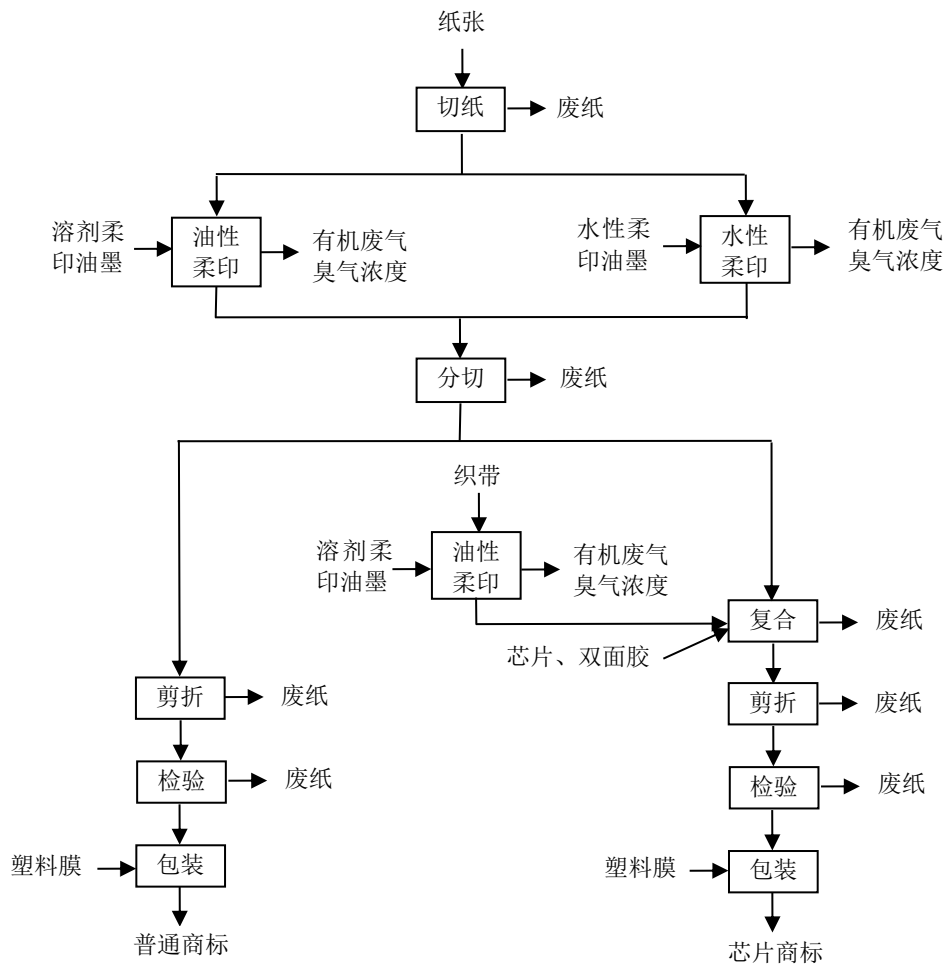 纸张
切纸
废纸
溶剂柔
印油墨
油性
柔印
有机废气
臭气浓度
水性柔
印油墨
水性
柔印
有机废气
臭气浓度
分切
废纸
织带
溶剂柔
印油墨
油性
柔印
有机废气
臭气浓度
复合
废纸
芯片、双面胶
剪折
废纸
剪折
废纸
检验
废纸
检验
废纸
塑料膜
包装
塑料膜
包装
普通商标
芯片商标